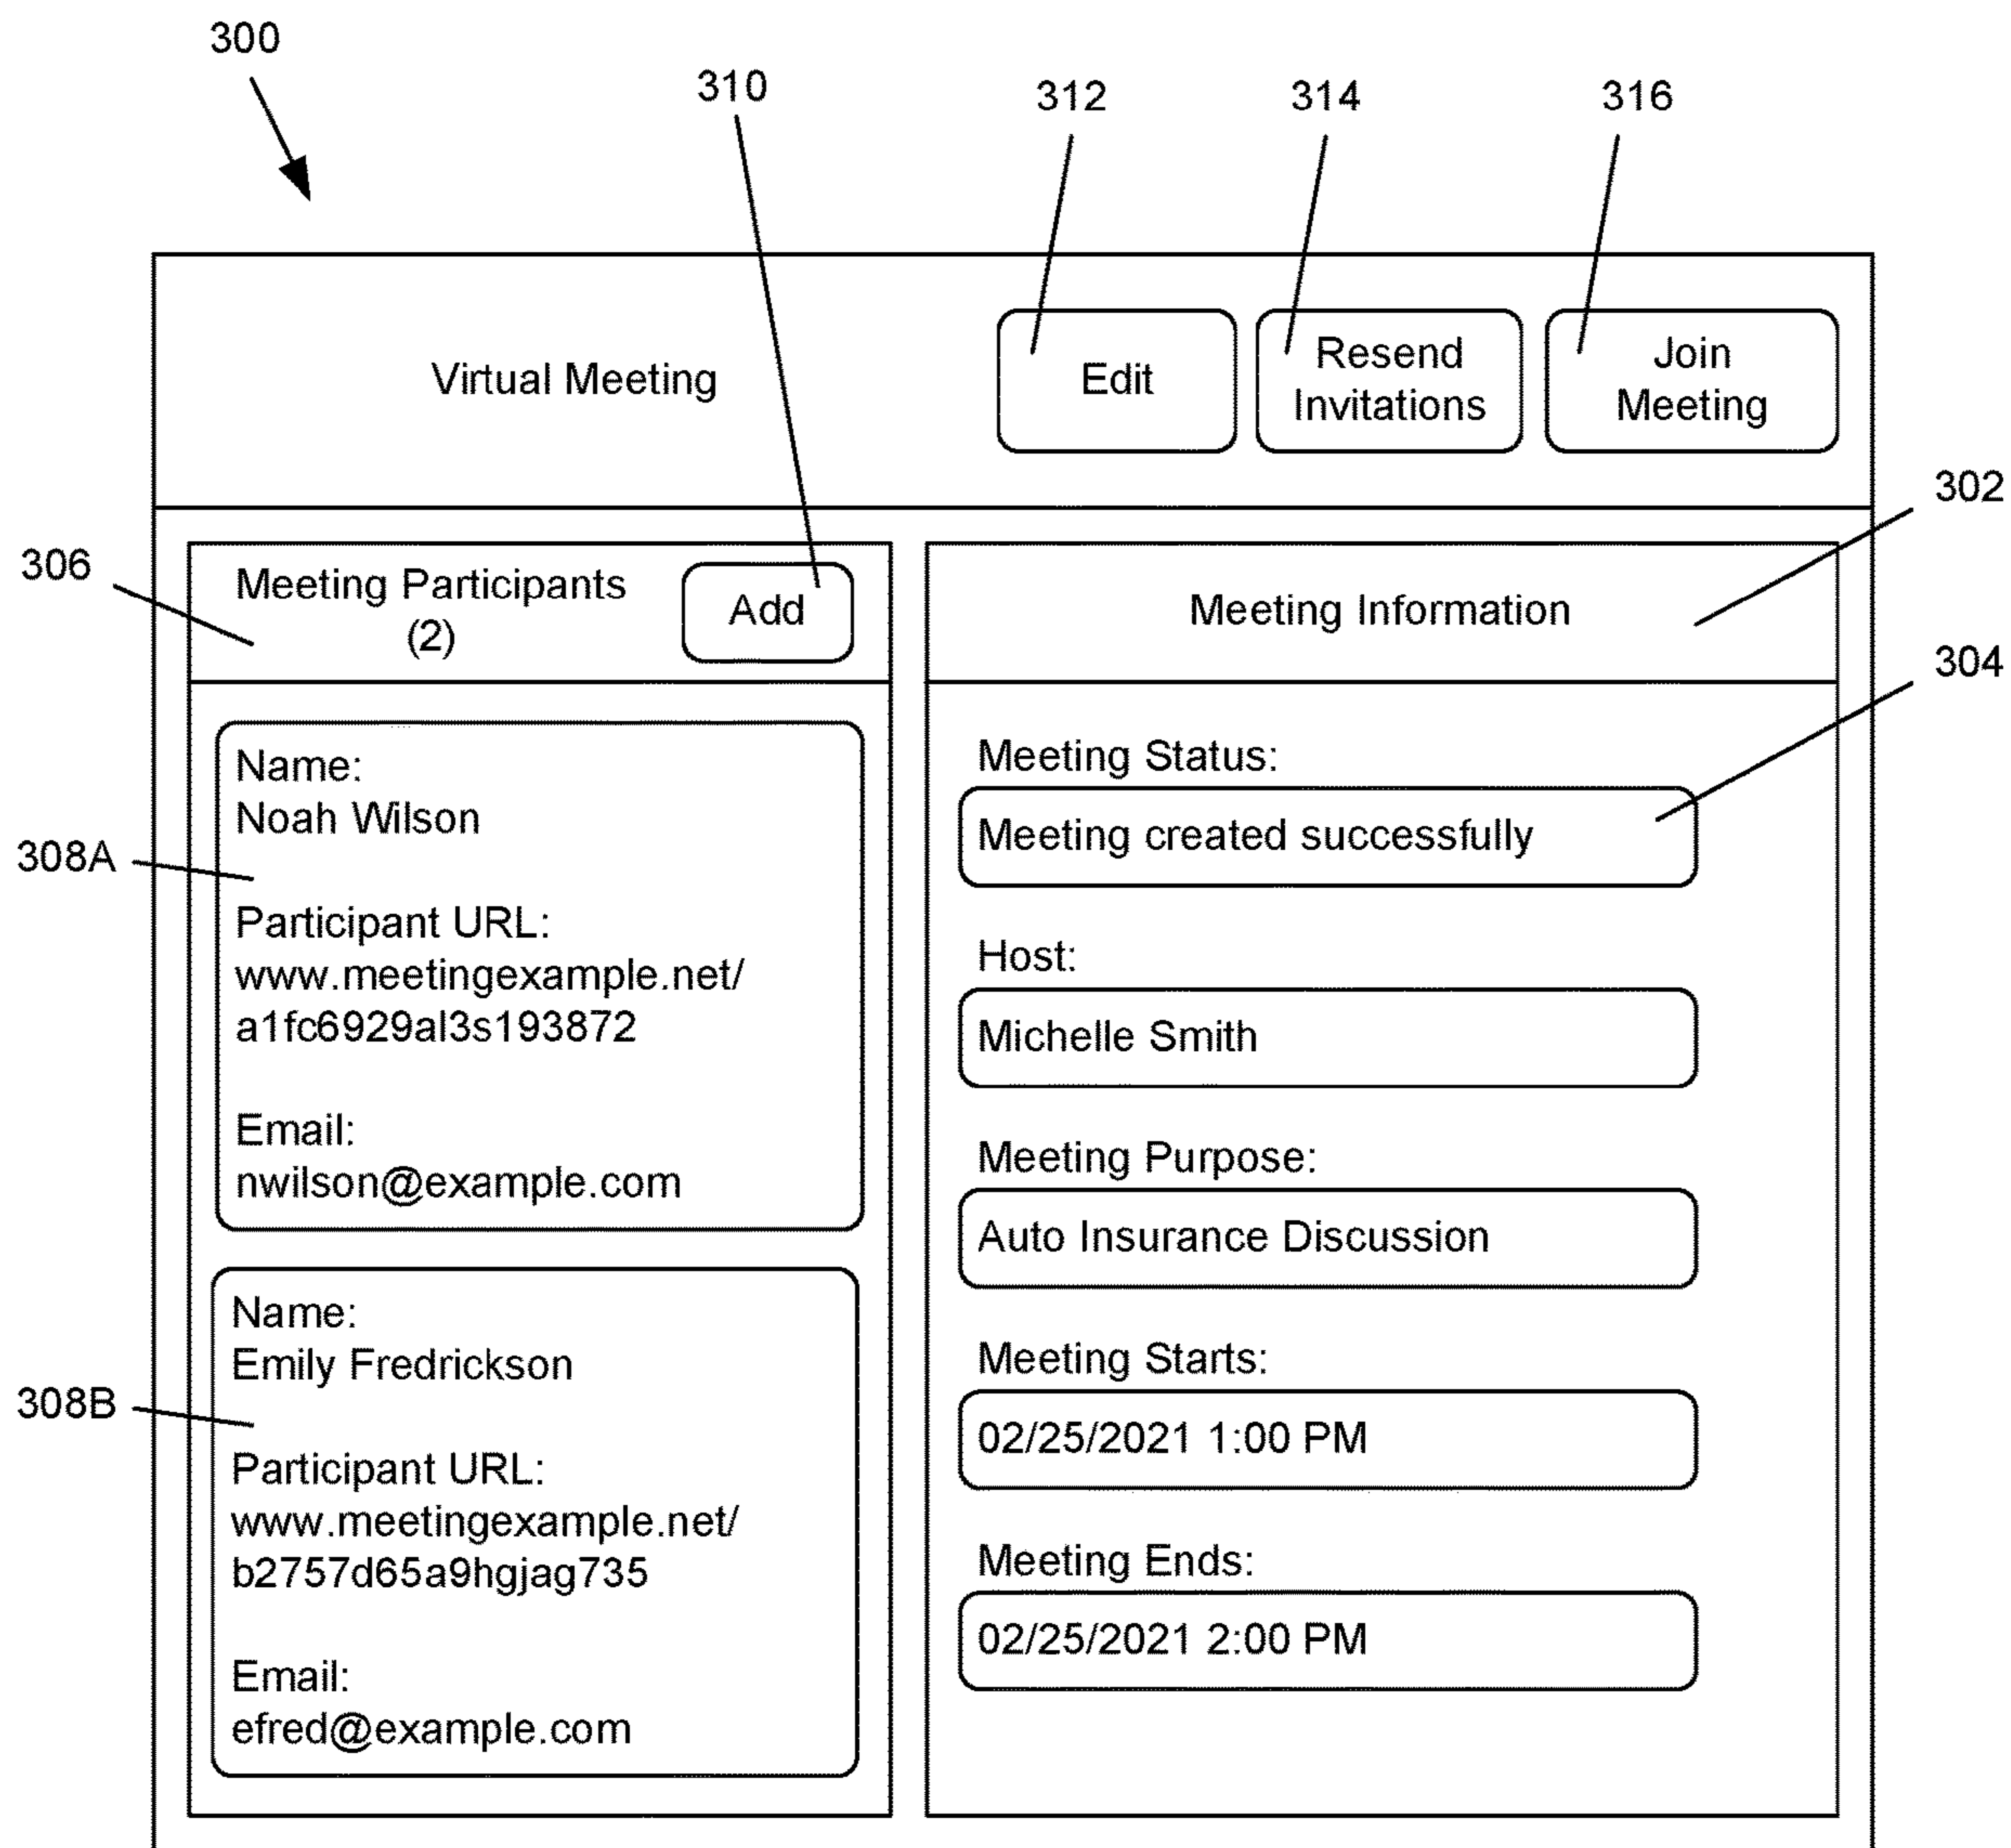 300
310
312
314
316
Virtual Meeting
Edit
Resend
Invitations
Join
Meeting
302
306
Meeting Participants
(2)
Add
Meeting Information
304
Name:
Noah Wilson
308A
Participant URL:
www.meetingexample.net/
a1fc6929al3s193872
Email:
nwilson@example.com
Name:
Emily Fredrickson
308B
Participant URL:
www.meetingexample.net/
b2757d65a9hgjag735
Email:
efred@example.com
Meeting Status:
Meeting created successfully
Host:
Michelle Smith
Meeting Purpose:
Auto Insurance Discussion
Meeting Starts:
02/25/2021 1:00 PM
Meeting Ends:
02/25/2021 2:00 PM